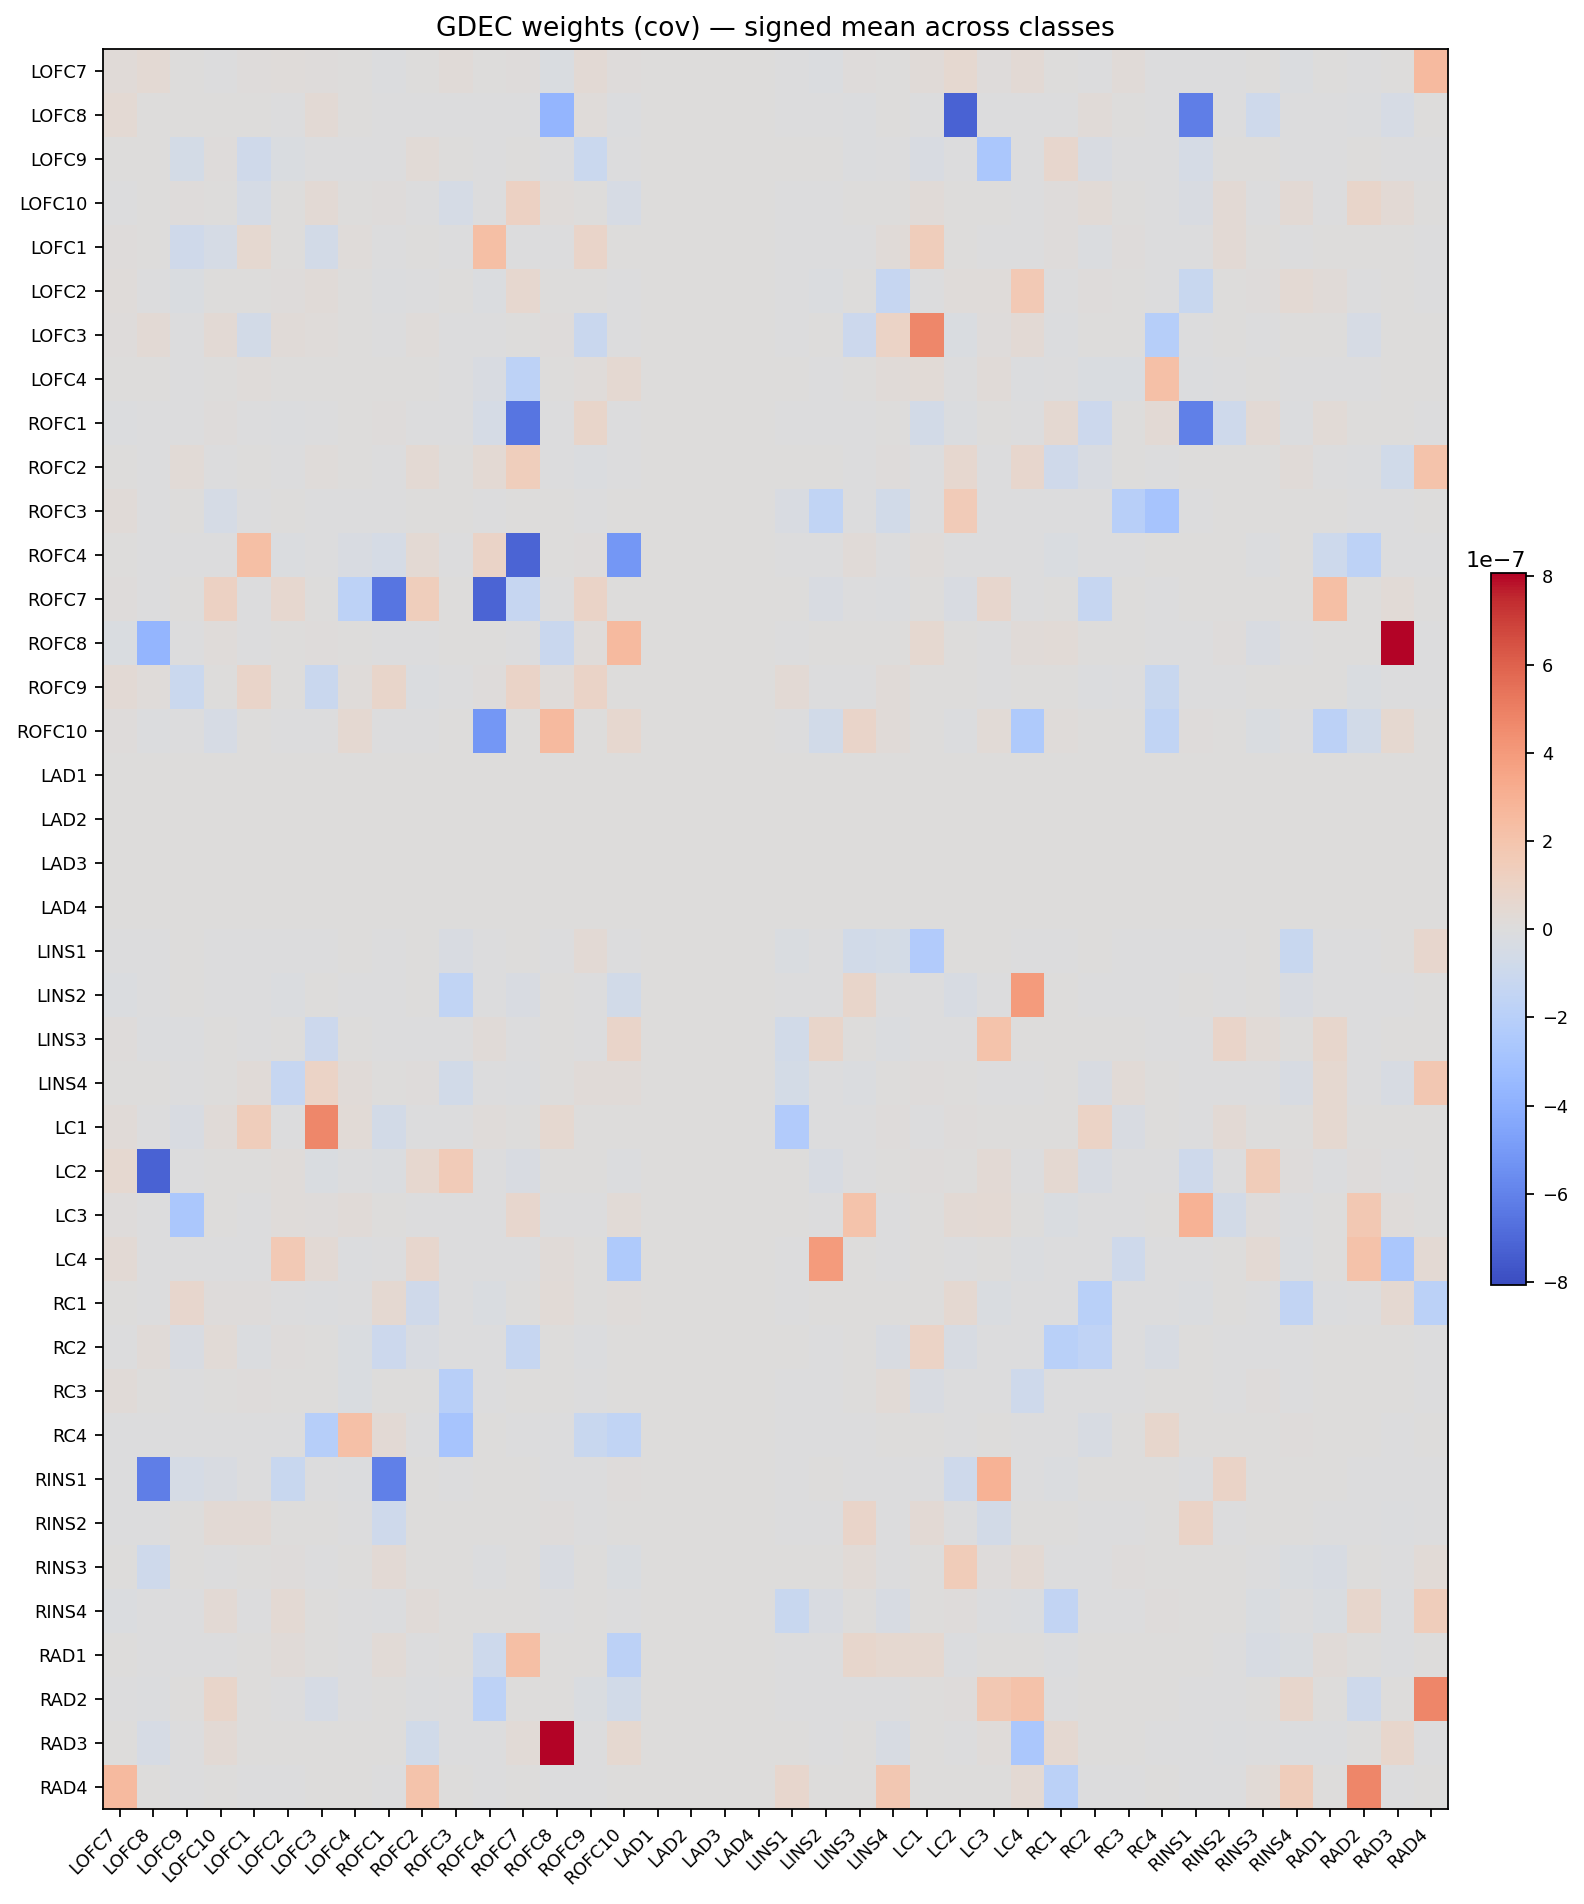 GDEC weights (cov) — signed mean across classes
LOFC7
LOFC8
LOFC9
LOFC10
LOFC1
LOFC2
LOFC3
LOFC4
ROFC1
ROFC2
ROFC3
ROFC4
ROFC7
ROFC8
ROFC9
ROFC10
LAD1
LAD2
LAD3
LAD4
LINS1
LINS2
LINS3
LINS4
LC1
LC2
LC3
LC4
RC1
RC2
RC3
RC4
RINS1
RINS2
RINS3
RINS4
RAD1
RAD2
RAD3
RAD4
LOFC7 LOFC8 LOFC9 LOFC10 LOFC1 LOFC2 LOFC3 LOFC4 ROFC1 ROFC2 ROFC3 ROFC4 ROFC7 ROFC8 ROFC9 ROFC10 LAD1 LAD2 LAD3 LAD4 LINS1 LINS2 LINS3 LINS4 LC1 LC2 LC3 LC4 RC1 RC2 RC3 RC4 RINS1 RINS2 RINS3 RINS4 RAD1 RAD2 RAD3 RAD4
1e−7
8
6
4
2
0
−2
−4
−6
−8